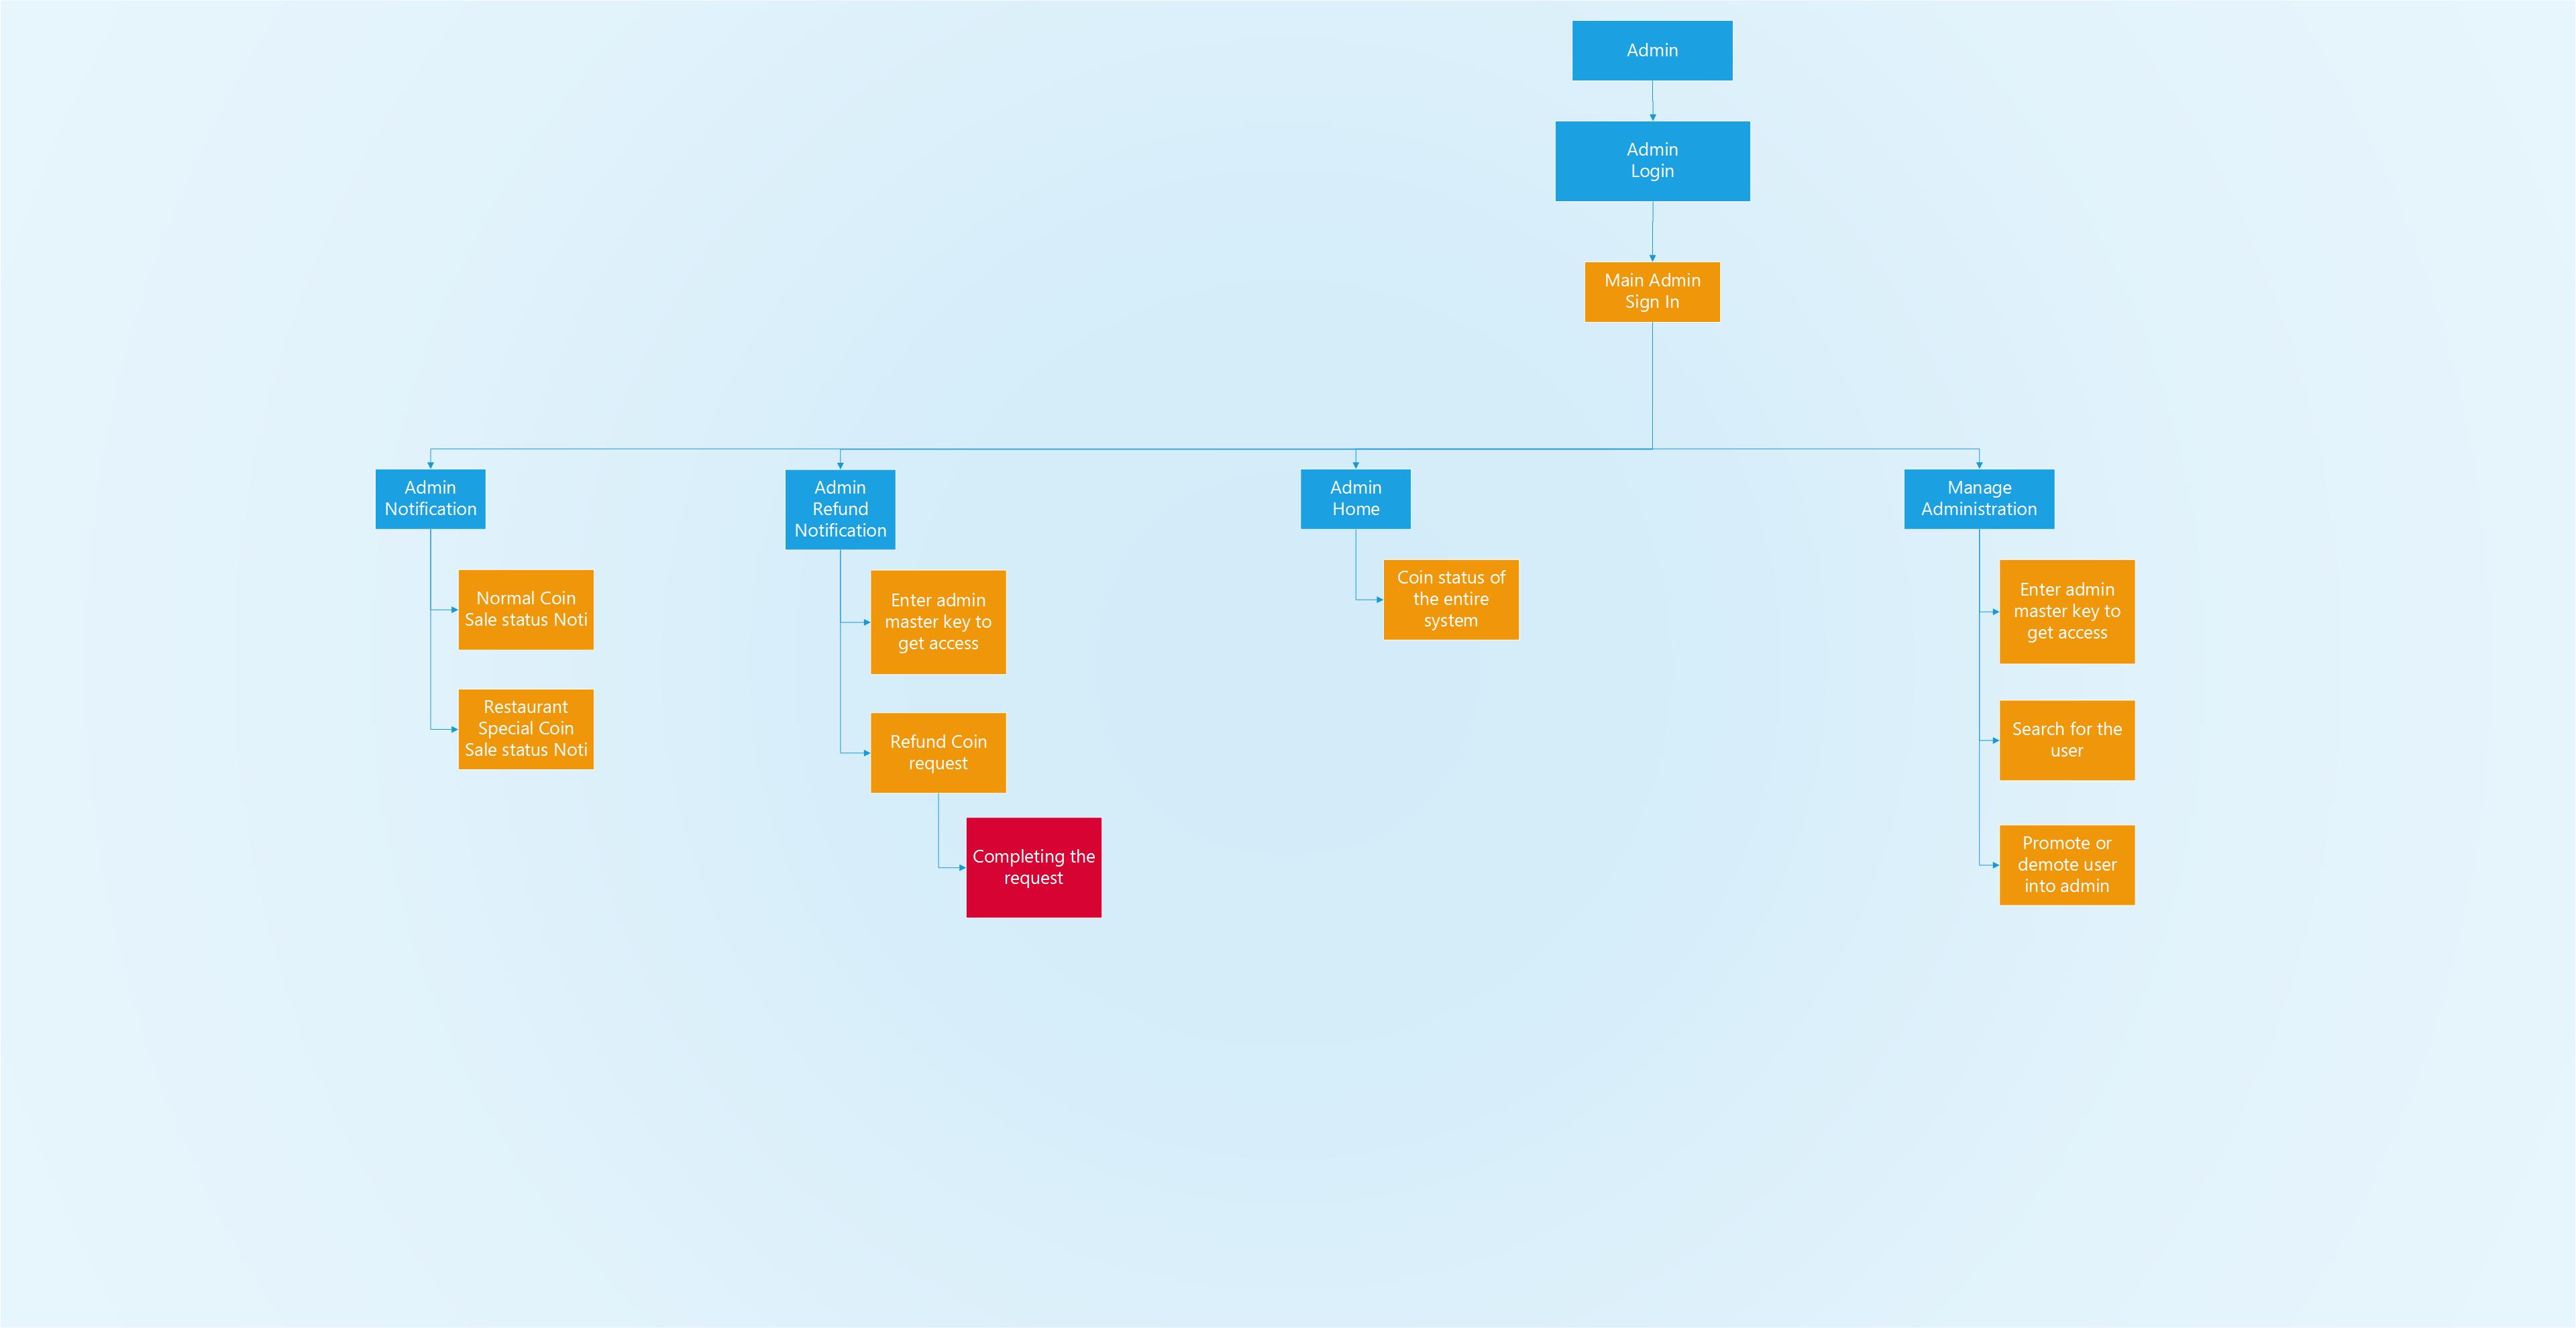 Admin
Admin
Login
Main Admin
Sign In
Admin
Notification
Normal Coin
Sale status Noti
Restaurant
Special Coin
Sale status Noti
Admin
Refund
Notification
Enter admin
master key to
get access
Refund Coin
request
Completing the
request
Admin
Home
Coin status of
the entire
system
Manage
Administration
Enter admin
master key to
get access
Search for the
user
Promote or
demote user
into admin